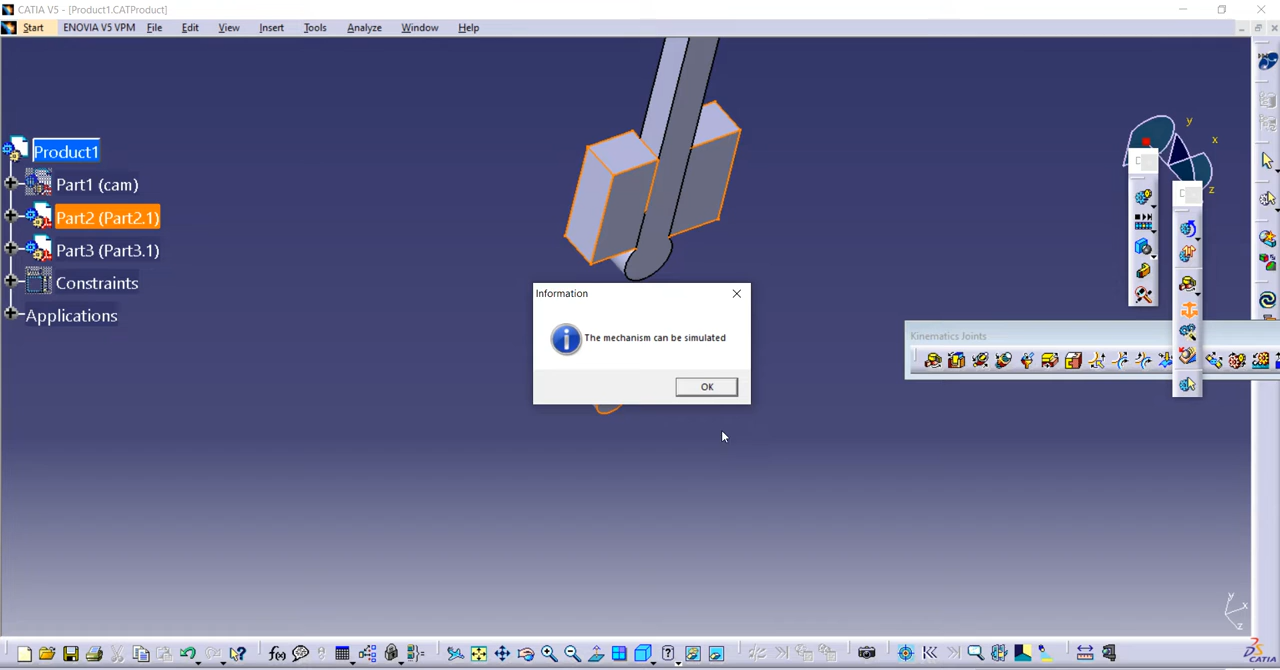 CATIA V5 - [Product1.CATProduct]
Start ENOVIA V5 VPM File Edit View Insert Tools Analyze Window Help
y
x
z
Product1
Part1 (cam)
Part2 (Part2.1)
Part3 (Part3.1)
Constraints
Applications
Information
The mechanism can be simulated
OK
Kinematics Joints
y
x
z
f(x)
CATIA